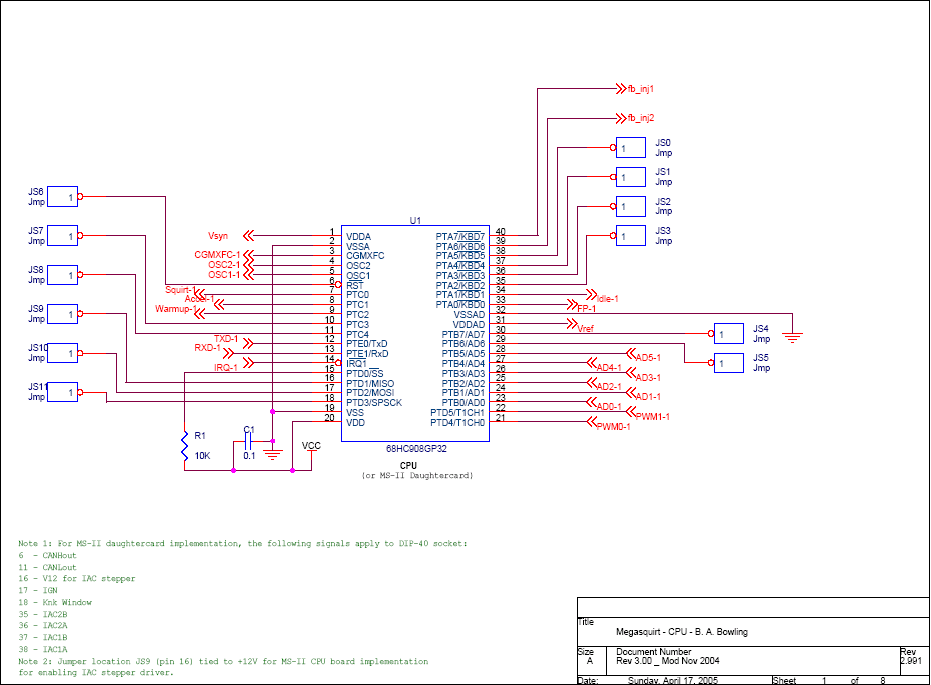 fb_inj1
fb_inj2
JS0
1
Jmp
JS1
1
Jmp
JS2
1
Jmp
JS3
1
Jmp
JS6
1
Jmp
JS7
1
Jmp
JS8
1
Jmp
JS9
1
Jmp
JS10
1
Jmp
JS11
1
Jmp
Vsyn
CGMXFC-1
OSC2-1
OSC1-1
Squirt-1
Accel-1
Warmup-1
TXD-1
RXD-1
IRQ-1
U1
1 VDDA PTA7/KBD7 40
2 VSSA PTA6/KBD6 39
3 CGMXFC PTA5/KBD5 38
4 OSC2 PTA4/KBD4 37
5 OSC1 PTA3/KBD3 36
6 RST PTA2/KBD2 35
7 PTC0 PTA1/KBD1 34
8 PTC1 PTA0/KBD0 33
9 PTC2 VSSAD 32
10 PTC3 VDDAD 31
11 PTC4 PTB7/AD7 30
12 PTE0/TxD PTB6/AD6 29
13 PTE1/RxD PTB5/AD5 28
14 IRQ1 PTB4/AD4 27
15 PTD0/SS PTB3/AD3 26
16 PTD1/MISO PTB2/AD2 25
17 PTD2/MOSI PTB1/AD1 24
18 PTD3/SPSCK PTB0/AD0 23
19 VSS PTD5/T1CH1 22
20 VDD PTD4/T1CH0 21
68HC908GP32
CPU
(or MS-II Daughtercard)
Idle-1
FP-1
Vref
JS4
1
Jmp
JS5
1
Jmp
AD5-1
AD4-1
AD3-1
AD2-1
AD1-1
AD0-1
PWM1-1
PWM0-1
R1
10K
C1
0.1
VCC
Note 1: For MS-II daughtercard implementation, the following signals apply to DIP-40 socket:
6 - CANHout
11 - CANLout
16 - V12 for IAC stepper
17 - IGN
18 - Knk Window
35 - IAC2B
36 - IAC2A
37 - IAC1B
38 - IAC1A
Note 2: Jumper location JS9 (pin 16) tied to +12V for MS-II CPU board implementation
for enabling IAC stepper driver.
Title
Megasquirt - CPU - B. A. Bowling
Size Document Number Rev
A Rev 3.00 _ Mod Nov 2004 2.991
Date: Sunday, April 17, 2005 Sheet 1 of 8